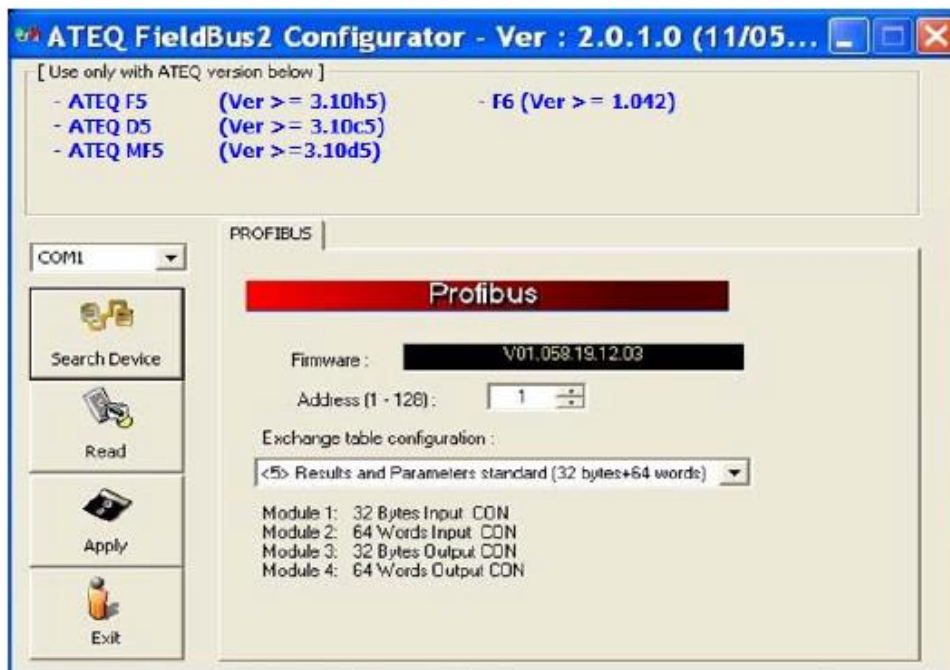 ATEQ FieldBus2 Configurator - Ver : 2.0.1.0 (11/05...
[ Use only with ATEQ version below ]
- ATEQ F5 (Ver >= 3.10h5) - F6 (Ver >= 1.042)
- ATEQ D5 (Ver >= 3.10c5)
- ATEQ MF5 (Ver >=3.10d5)
PROFIBUS
COM1
Profibus
Search Device
Firmware : V01.058.19.12.03
Address (1 - 128) : 1
Read
Exchange table configuration :
<5> Results and Parameters standard (32 bytes+64 words)
Module 1: 32 Bytes Input CON
Module 2: 64 Words Input CON
Module 3: 32 Bytes Output CON
Module 4: 64 Words Output CON
Apply
Exit